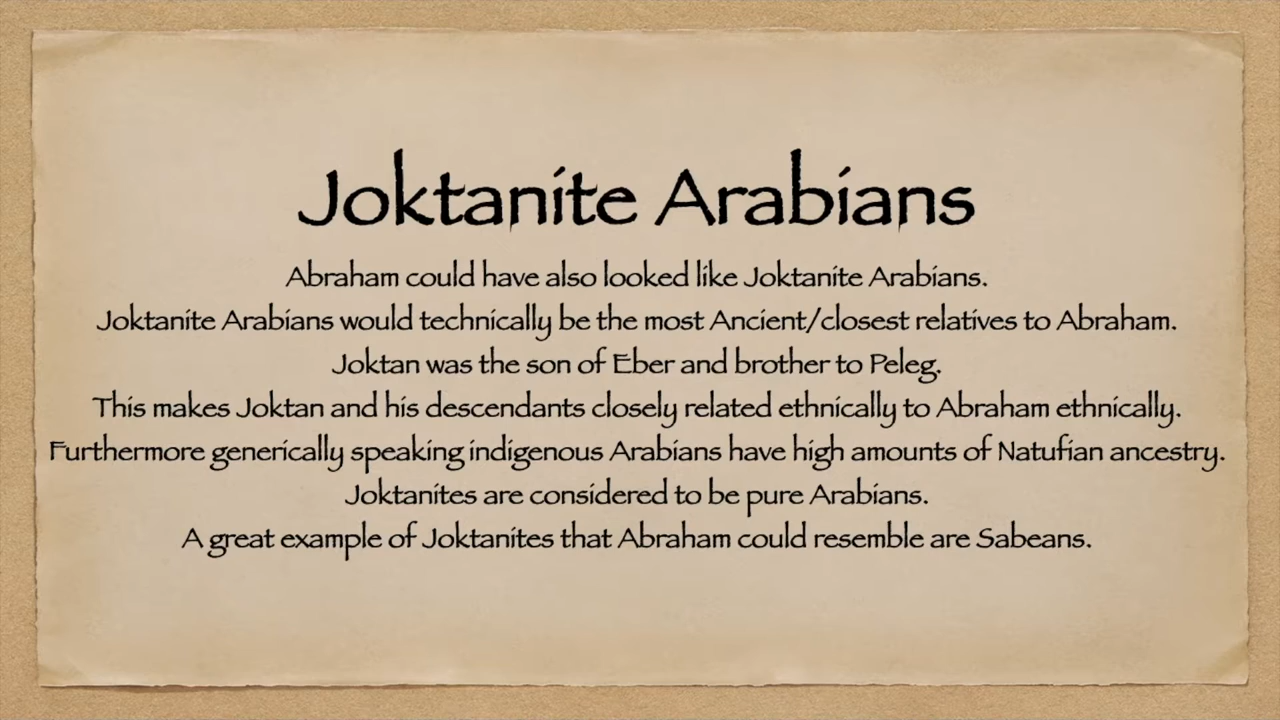 Joktanite Arabians
Abraham could have also looked like Joktanite Arabians.
Joktanite Arabians would technically be the most Ancient/closest relatives to Abraham.
Joktan was the son of Eber and brother to Peleg.
This makes Joktan and his descendants closely related ethnically to Abraham ethnically.
Furthermore generically speaking indigenous Arabians have high amounts of Natufian ancestry.
Joktanites are considered to be pure Arabians.
A great example of Joktanites that Abraham could resemble are Sabeans.